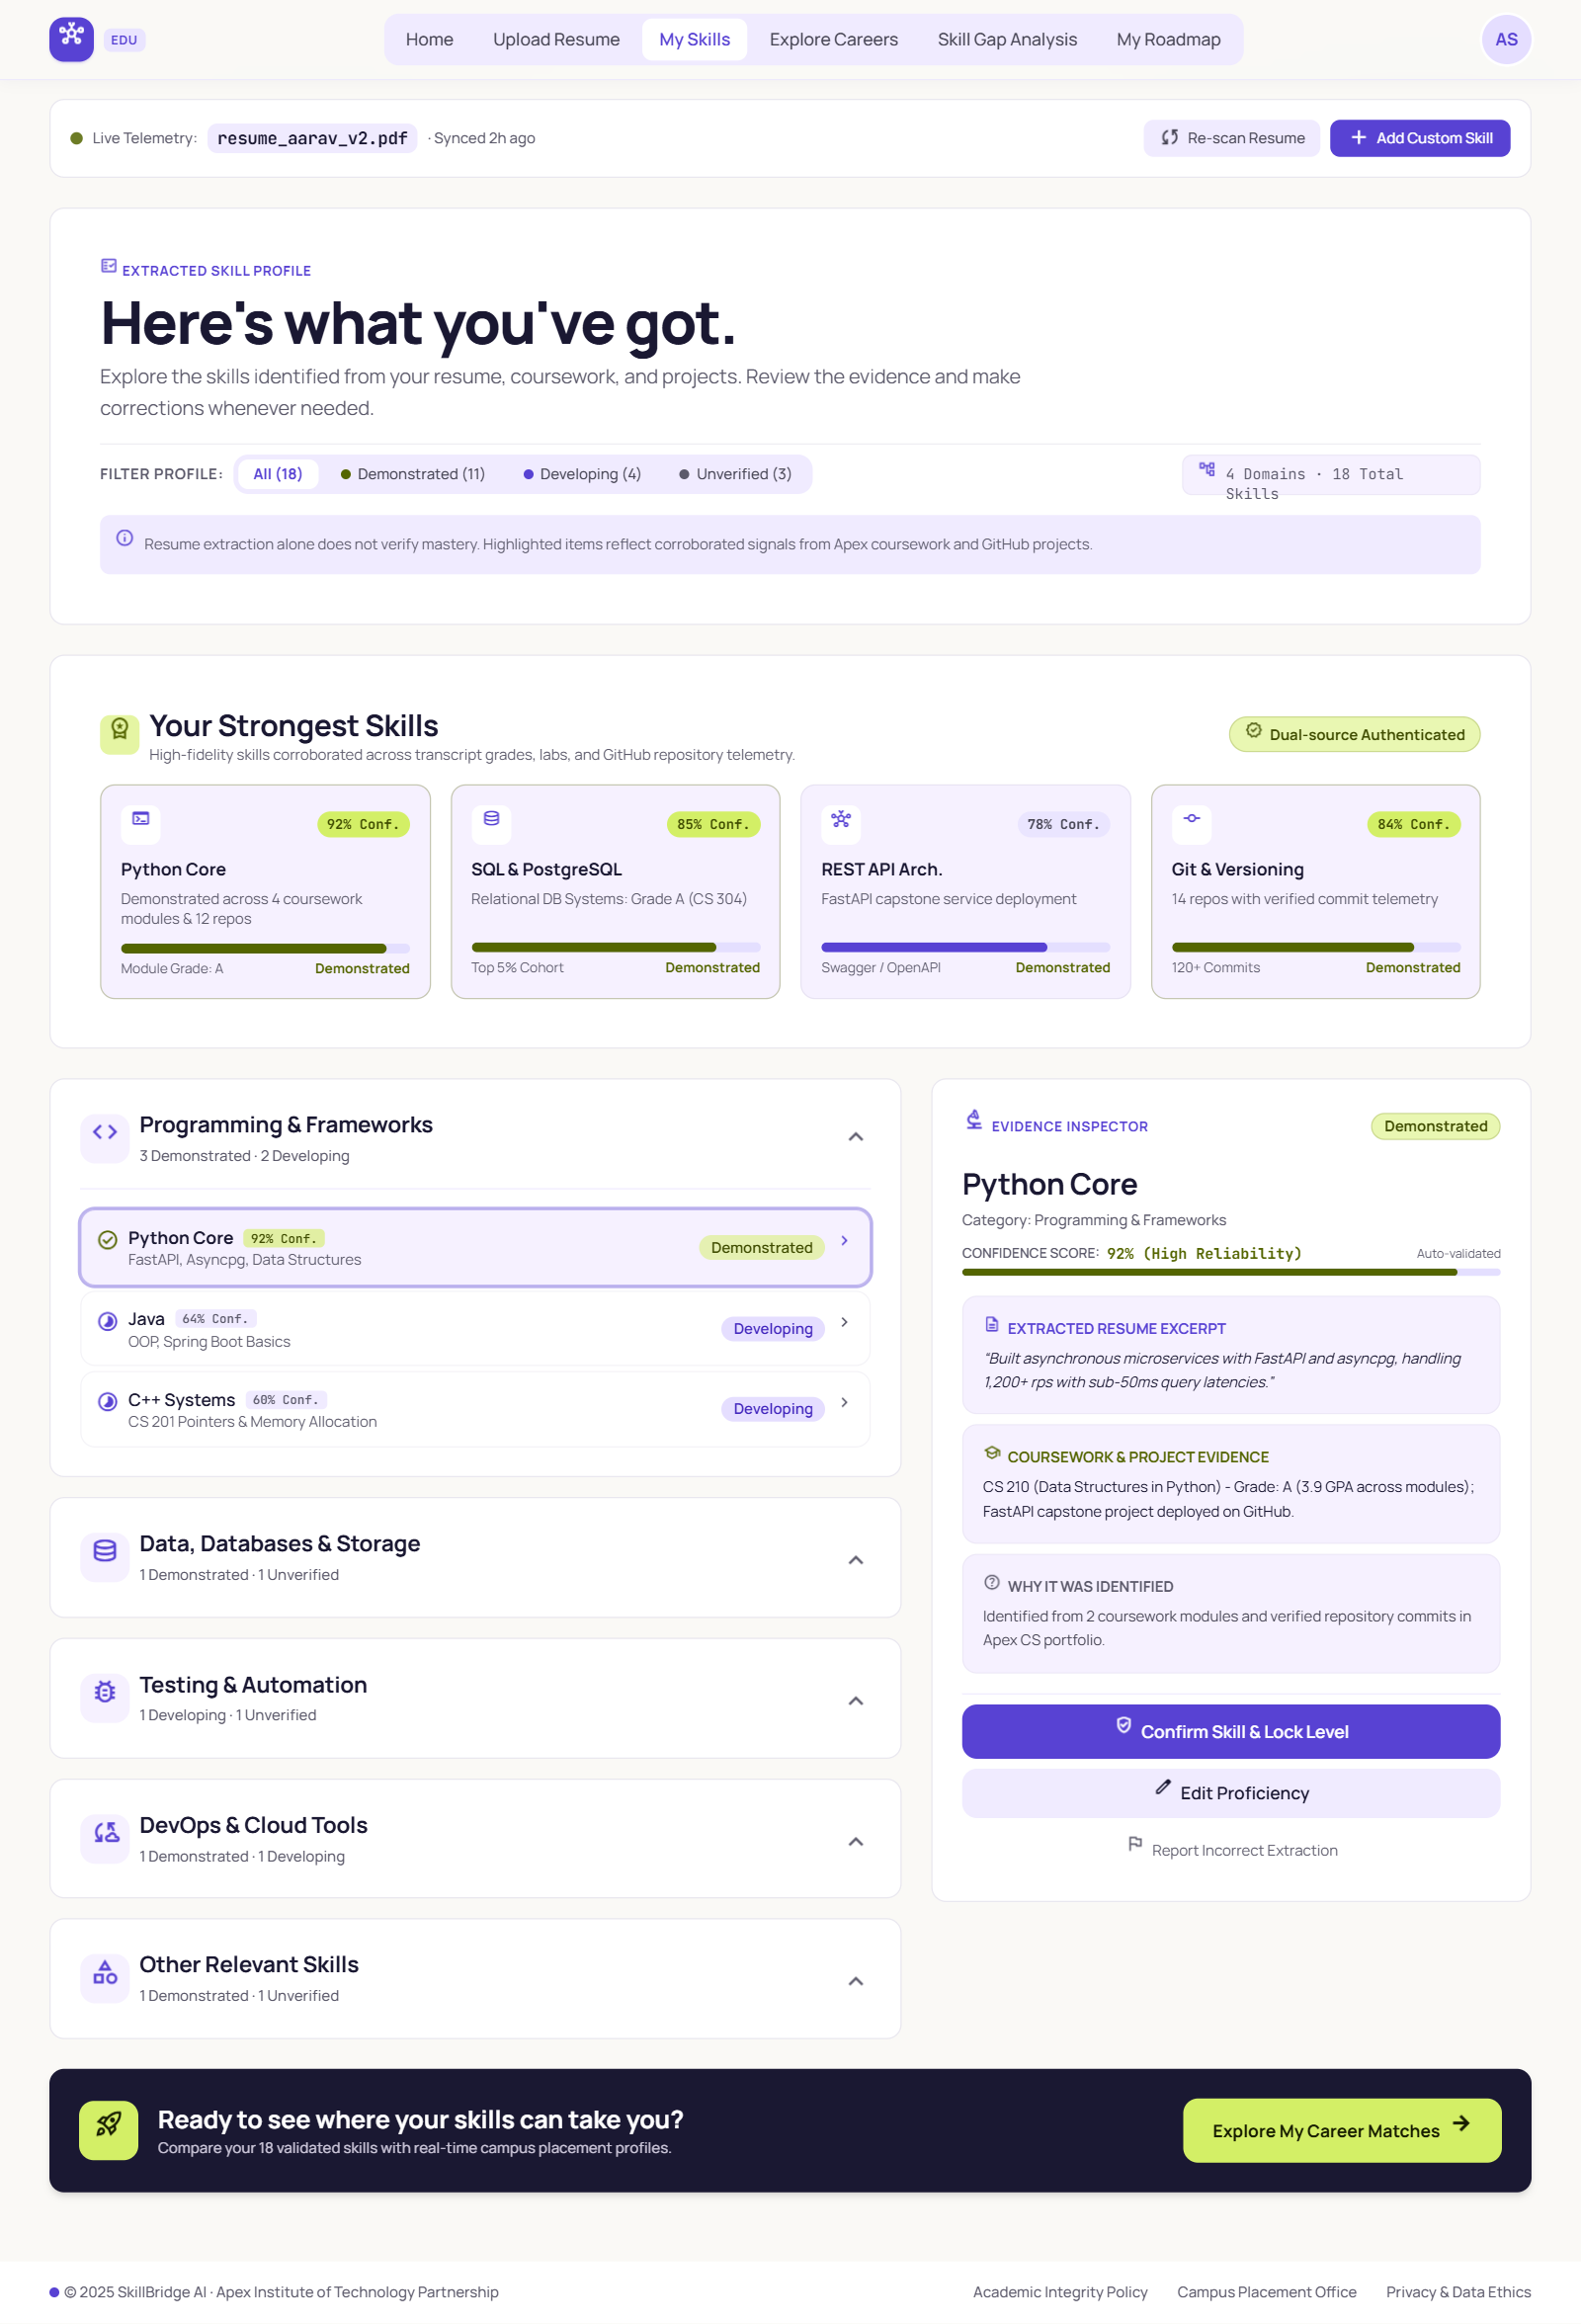 EDU
Home
Upload Resume
My Skills
Explore Careers
Skill Gap Analysis
My Roadmap
AS
Live Telemetry: resume_aarav_v2.pdf · Synced 2h ago
Re-scan Resume
Add Custom Skill
EXTRACTED SKILL PROFILE
Here's what you've got.
Explore the skills identified from your resume, coursework, and projects. Review the evidence and make
corrections whenever needed.
FILTER PROFILE:
All (18)
Demonstrated (11)
Developing (4)
Unverified (3)
4 Domains · 18 Total
Skills
Resume extraction alone does not verify mastery. Highlighted items reflect corroborated signals from Apex coursework and GitHub projects.
Your Strongest Skills
High-fidelity skills corroborated across transcript grades, labs, and GitHub repository telemetry.
Dual-source Authenticated
92% Conf.
Python Core
Demonstrated across 4 coursework
modules & 12 repos
Module Grade: A
Demonstrated
85% Conf.
SQL & PostgreSQL
Relational DB Systems: Grade A (CS 304)
Top 5% Cohort
Demonstrated
78% Conf.
REST API Arch.
FastAPI capstone service deployment
Swagger / OpenAPI
Demonstrated
84% Conf.
Git & Versioning
14 repos with verified commit telemetry
120+ Commits
Demonstrated
Programming & Frameworks
3 Demonstrated · 2 Developing
Python Core
92% Conf.
FastAPI, Asyncpg, Data Structures
Demonstrated
Java
64% Conf.
OOP, Spring Boot Basics
Developing
C++ Systems
60% Conf.
CS 201 Pointers & Memory Allocation
Developing
Data, Databases & Storage
1 Demonstrated · 1 Unverified
Testing & Automation
1 Developing · 1 Unverified
DevOps & Cloud Tools
1 Demonstrated · 1 Developing
Other Relevant Skills
1 Demonstrated · 1 Unverified
EVIDENCE INSPECTOR
Demonstrated
Python Core
Category: Programming & Frameworks
CONFIDENCE SCORE: 92% (High Reliability)
Auto-validated
EXTRACTED RESUME EXCERPT
“Built asynchronous microservices with FastAPI and asyncpg, handling
1,200+ rps with sub-50ms query latencies.”
COURSEWORK & PROJECT EVIDENCE
CS 210 (Data Structures in Python) - Grade: A (3.9 GPA across modules);
FastAPI capstone project deployed on GitHub.
WHY IT WAS IDENTIFIED
Identified from 2 coursework modules and verified repository commits in
Apex CS portfolio.
Confirm Skill & Lock Level
Edit Proficiency
Report Incorrect Extraction
Ready to see where your skills can take you?
Compare your 18 validated skills with real-time campus placement profiles.
Explore My Career Matches
© 2025 SkillBridge AI · Apex Institute of Technology Partnership
Academic Integrity Policy
Campus Placement Office
Privacy & Data Ethics